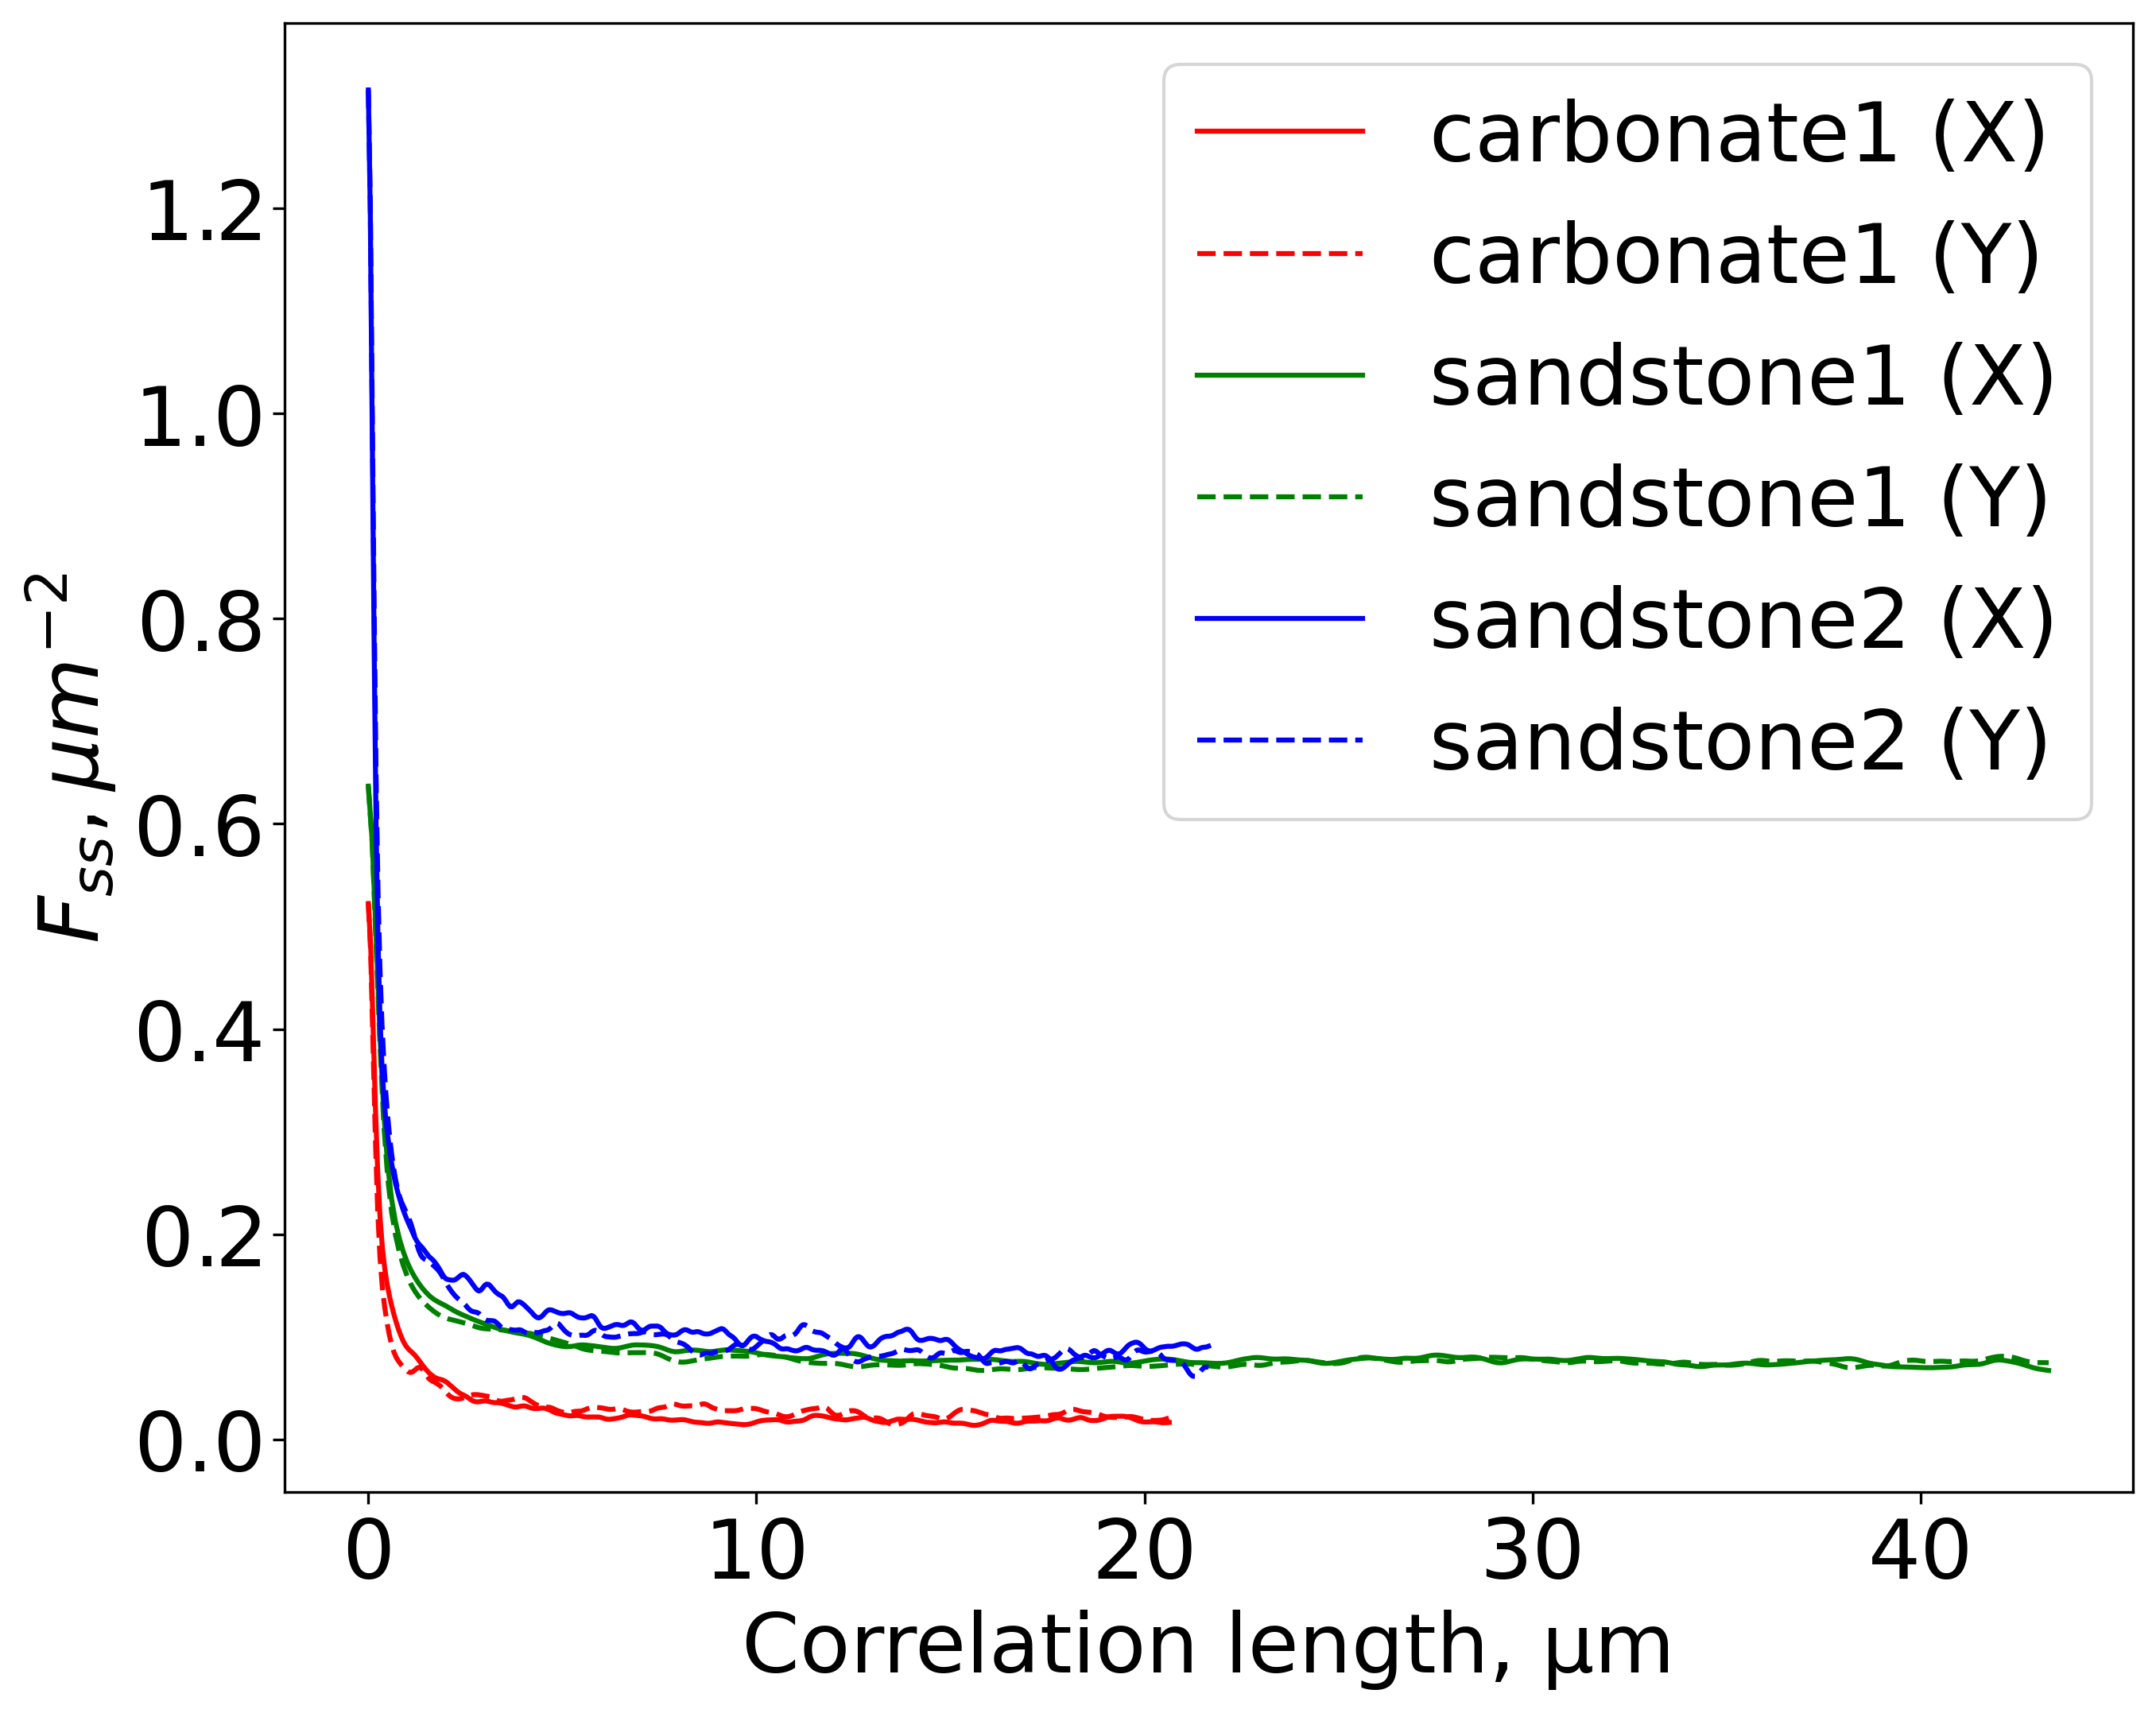 F_ss, μm^−2
1.2
1.0
0.8
0.6
0.4
0.2
0.0
carbonate1 (X)
carbonate1 (Y)
sandstone1 (X)
sandstone1 (Y)
sandstone2 (X)
sandstone2 (Y)
0 10 20 30 40
Correlation length, μm